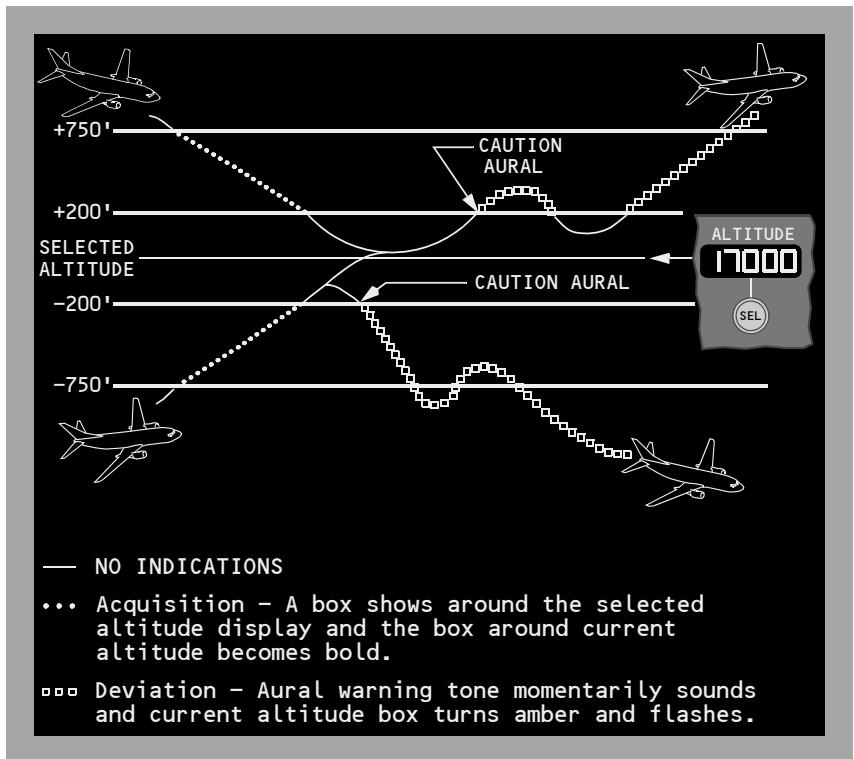 +750'
CAUTION
AURAL
+200'
ALTITUDE
17000
SELECTED
ALTITUDE
CAUTION AURAL
−200'
SEL
−750'
NO INDICATIONS
Acquisition – A box shows around the selected
altitude display and the box around current
altitude becomes bold.
Deviation – Aural warning tone momentarily sounds
and current altitude box turns amber and flashes.